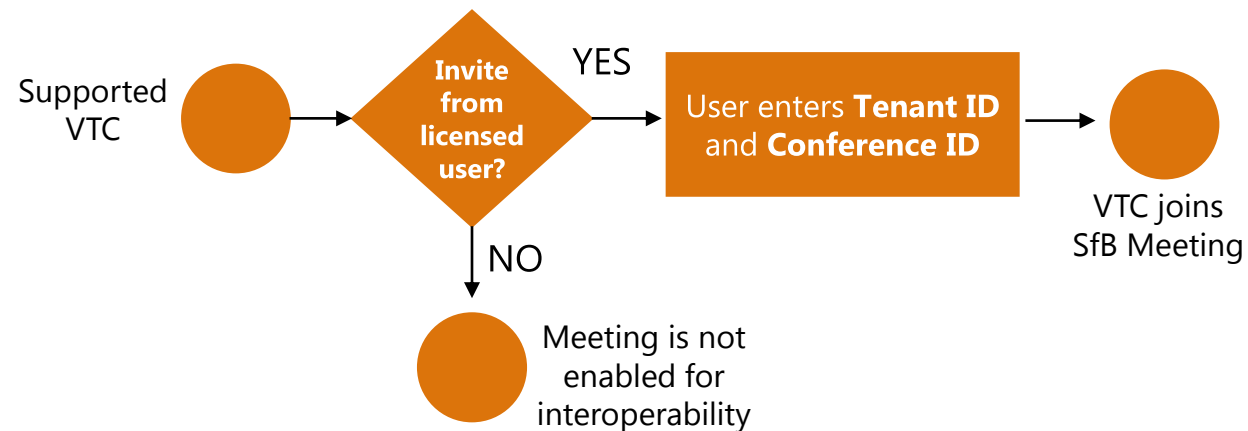 Supported
VTC
Invite
from
licensed
user?
YES
User enters Tenant ID
and Conference ID
VTC joins
SfB Meeting
NO
Meeting is not
enabled for
interoperability